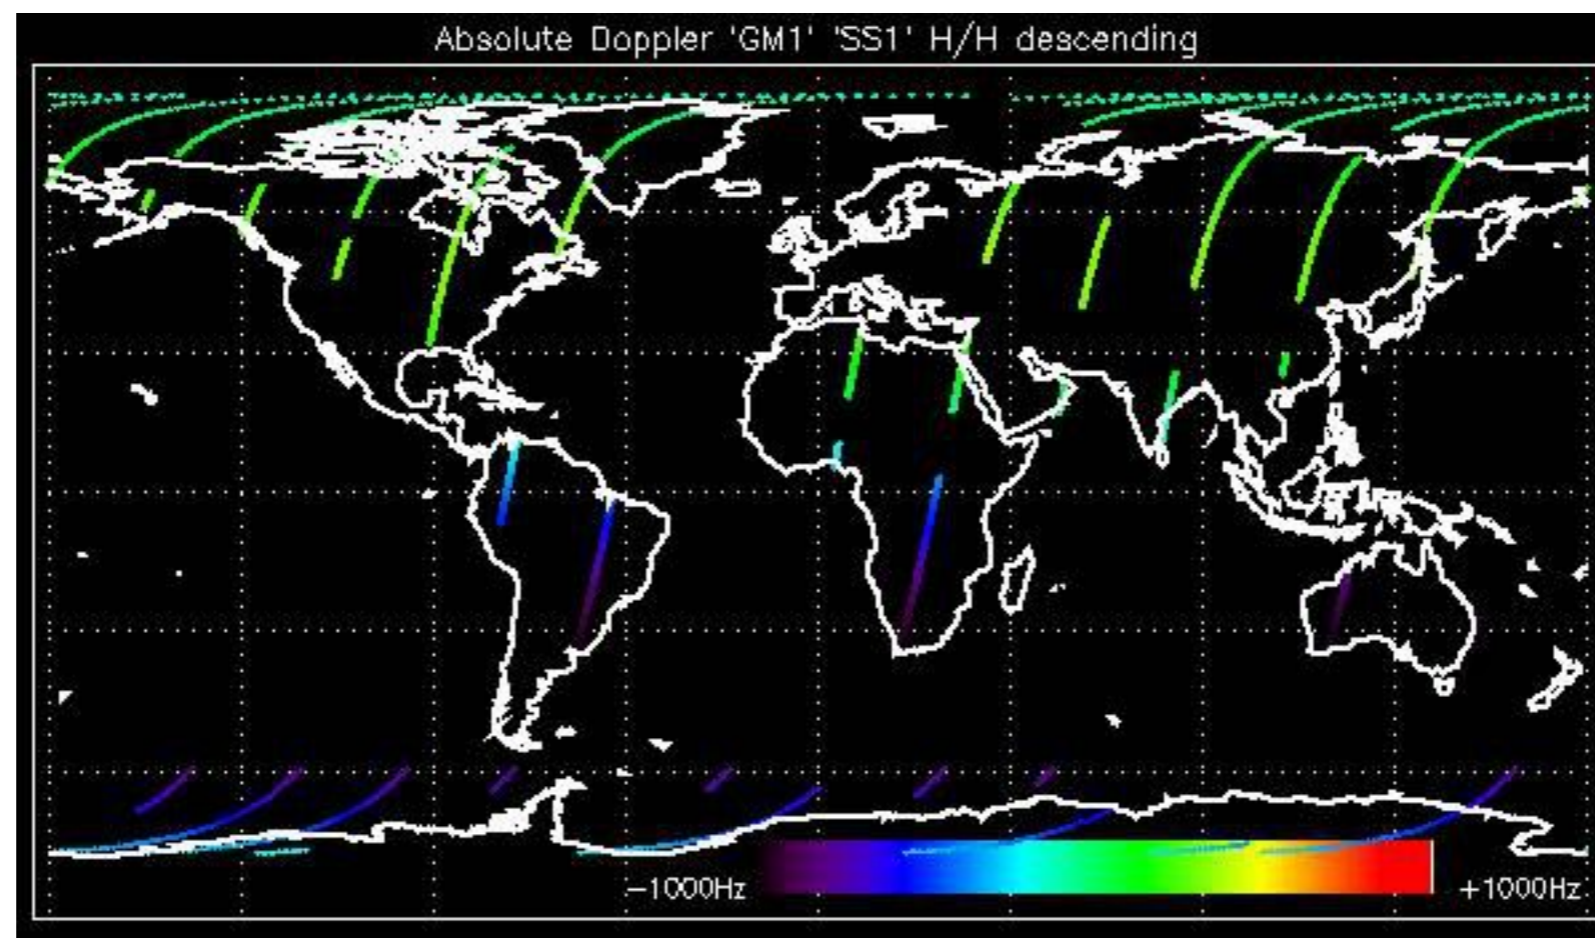 Absolute Doppler 'GM1' 'SS1' H/H descending
−1000Hz
+1000Hz